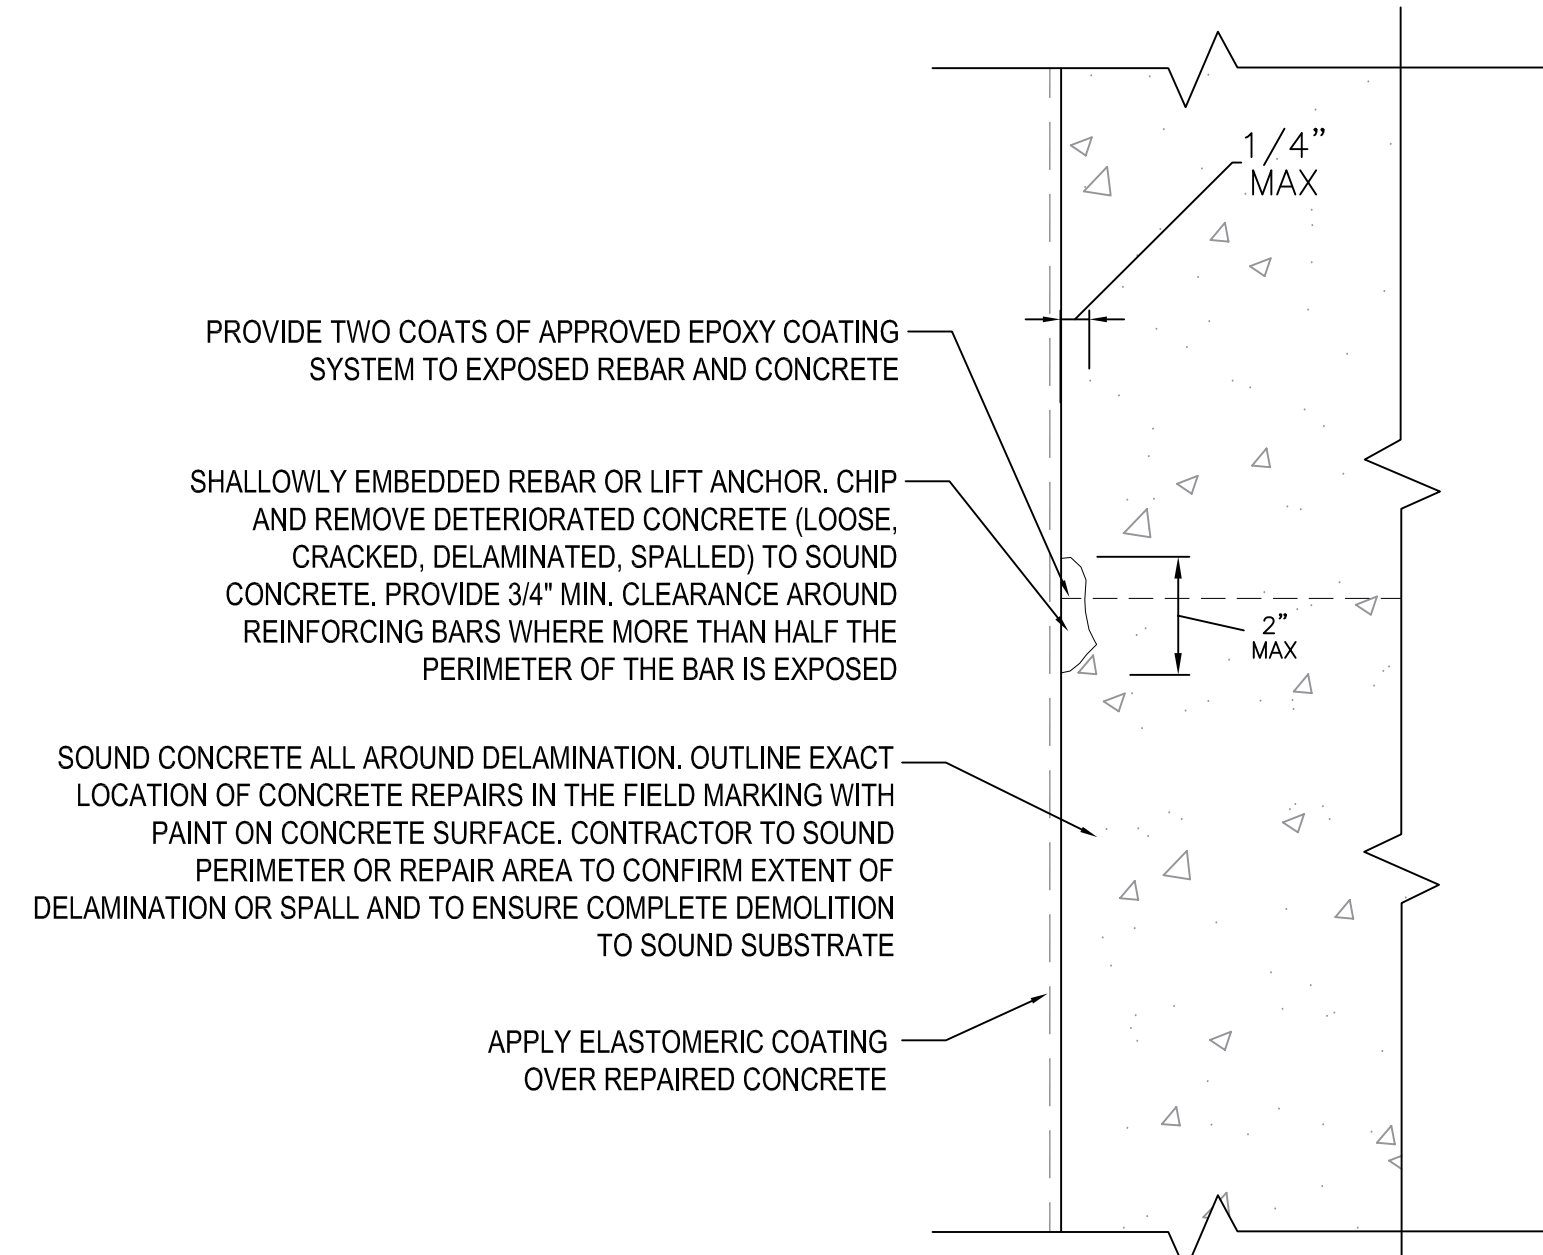 1/4”
MAX
PROVIDE TWO COATS OF APPROVED EPOXY COATING
SYSTEM TO EXPOSED REBAR AND CONCRETE
SHALLOWLY EMBEDDED REBAR OR LIFT ANCHOR. CHIP
AND REMOVE DETERIORATED CONCRETE (LOOSE,
CRACKED, DELAMINATED, SPALLED) TO SOUND
CONCRETE. PROVIDE 3/4" MIN. CLEARANCE AROUND
REINFORCING BARS WHERE MORE THAN HALF THE
PERIMETER OF THE BAR IS EXPOSED
2”
MAX
SOUND CONCRETE ALL AROUND DELAMINATION. OUTLINE EXACT
LOCATION OF CONCRETE REPAIRS IN THE FIELD MARKING WITH
PAINT ON CONCRETE SURFACE. CONTRACTOR TO SOUND
PERIMETER OR REPAIR AREA TO CONFIRM EXTENT OF
DELAMINATION OR SPALL AND TO ENSURE COMPLETE DEMOLITION
TO SOUND SUBSTRATE
APPLY ELASTOMERIC COATING
OVER REPAIRED CONCRETE